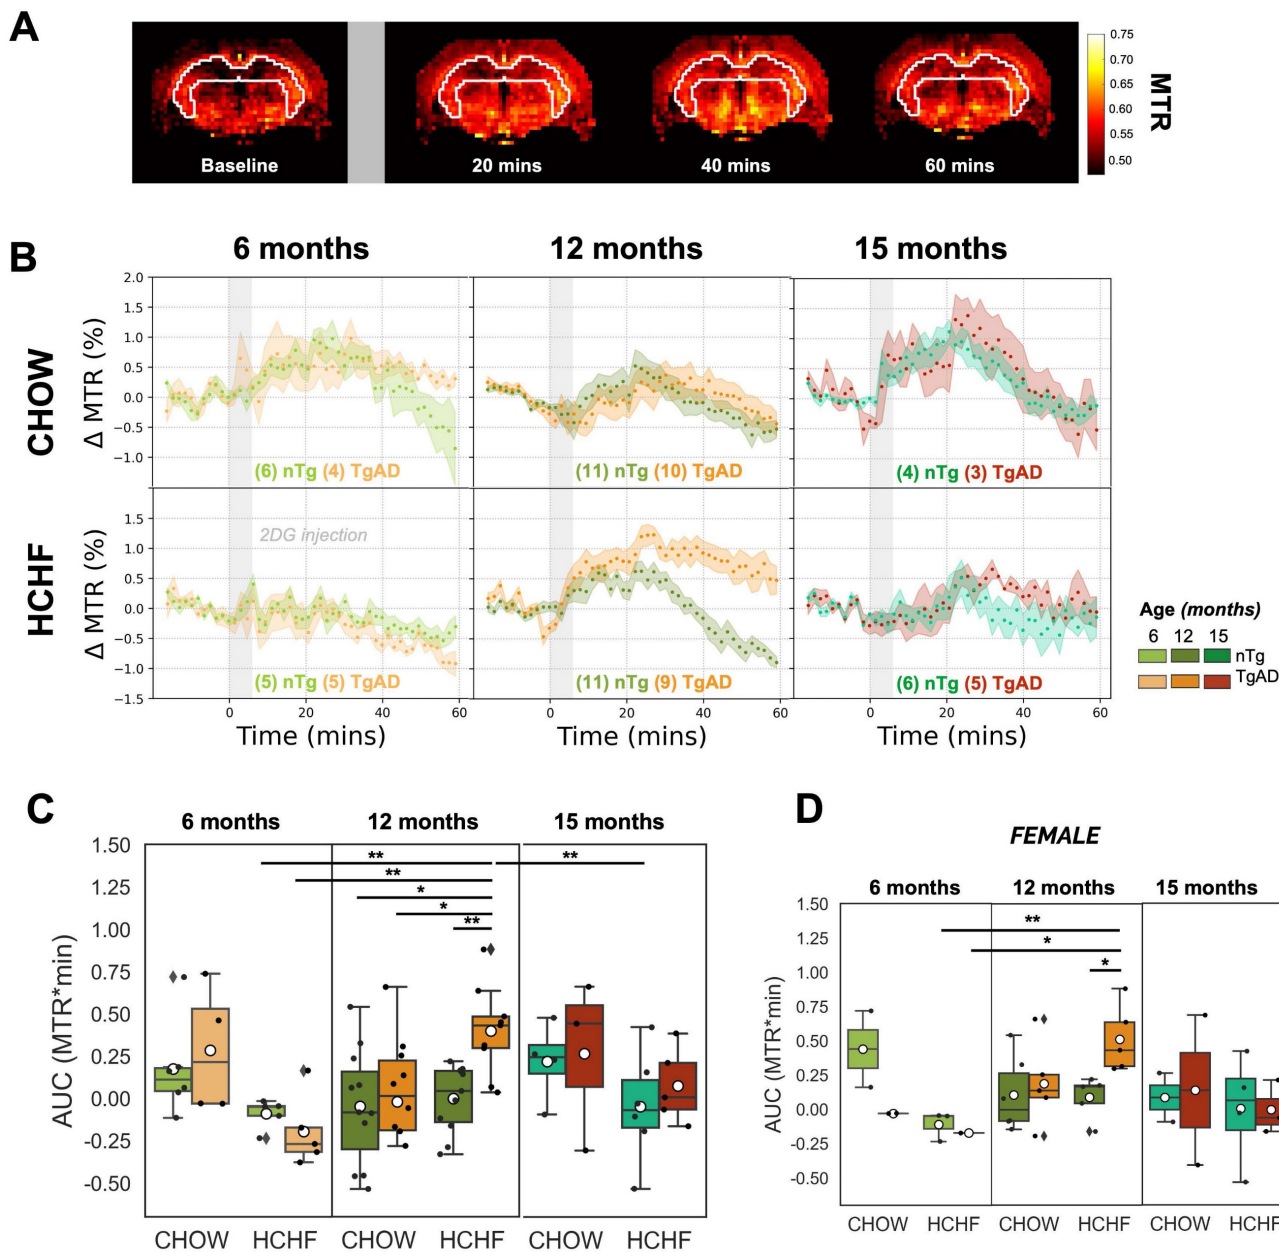 A
Baseline
20 mins
40 mins
60 mins
0.75
0.70
0.65
0.60
0.55
0.50
MTR
B
6 months
12 months
15 months
CHOW
Δ MTR (%)
2.0
1.5
1.0
0.5
0.0
−0.5
−1.0
(6) nTg (4) TgAD
(11) nTg (10) TgAD
(4) nTg (3) TgAD
HCHF
Δ MTR (%)
1.5
1.0
0.5
0.0
−0.5
−1.0
−1.5
2DG injection
(5) nTg (5) TgAD
(11) nTg (9) TgAD
(6) nTg (5) TgAD
0 20 40 60
0 20 40 60
0 20 40 60
Time (mins)
Time (mins)
Time (mins)
Age (months)
6 12 15
nTg
TgAD
C
6 months
12 months
15 months
AUC (MTR*min)
1.50
1.25
1.00
0.75
0.50
0.25
0.00
-0.25
-0.50
**
**
**
*
*
**
CHOW HCHF
CHOW HCHF
CHOW HCHF
D
FEMALE
6 months
12 months
15 months
AUC (MTR*min)
1.50
1.25
1.00
0.75
0.50
0.25
0.00
-0.25
-0.50
**
*
*
CHOW HCHF
CHOW HCHF
CHOW HCHF